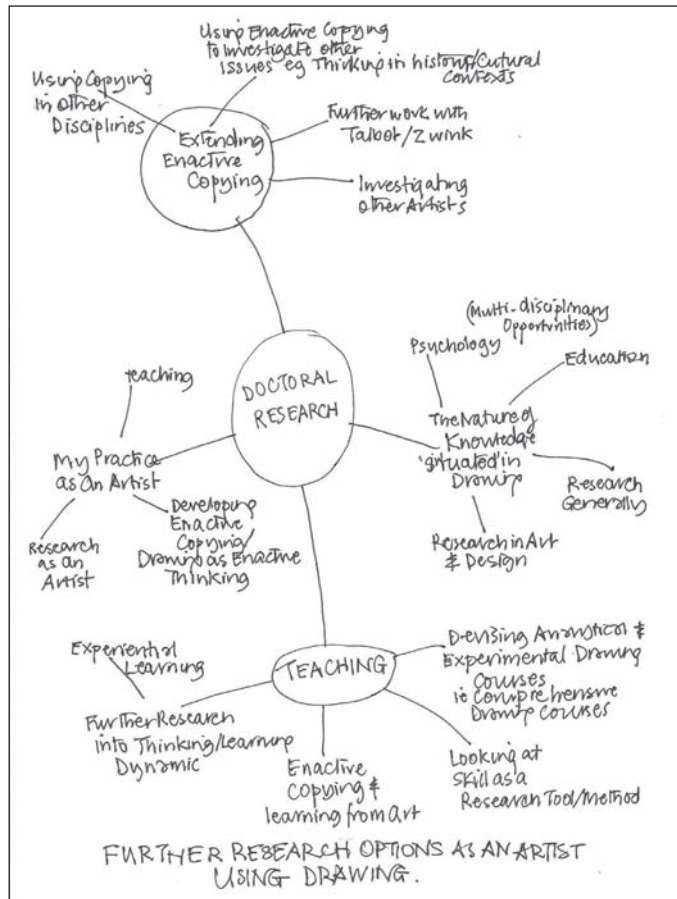 Using Enactive Copying
to investigate other
issues eg Thinking in history/Cutural
Contexts
Using Copying
in other
Disciplines
Extending
Enactive
Copying
Further work with
Talbot/Zwink
Investigating
other Artists
DOCTORAL
RESEARCH
(Multi-disciplinary
Opportunities)
Psychology
Education
The Nature of
Knowledge
'situated' in
Drawing
Research
Generally
Research in Art
& Design
teaching
My Practice
as An Artist
Research
as an
Artist
Developing
Enactive
Copying/
Drawing as Enactive
Thinking
TEACHING
Experiential
Learning
Further Research
into Thinking/Learning
Dynamic
Enactive
Copying &
learning from art
Devising Analytical &
Experimental Drawing
Courses
ie Comprehensive
Drawing courses
Looking at
Skill as a
Research Tool/Method
FURTHER RESEARCH OPTIONS AS AN ARTIST
USING DRAWING.